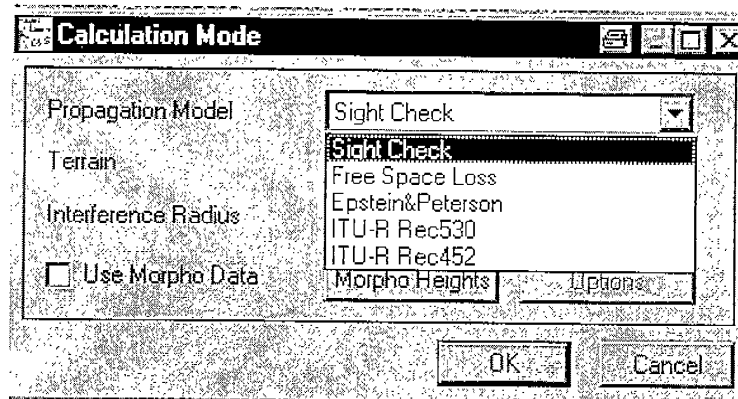 Calculation Mode
Propagation Model
Sight Check
Terrain
Sight Check
Free Space Loss
Epstein&Peterson
Interference Radius
ITU-R Rec530
ITU-R Rec452
Use Morpho Data
Morpho Heights
Options
OK
Cancel